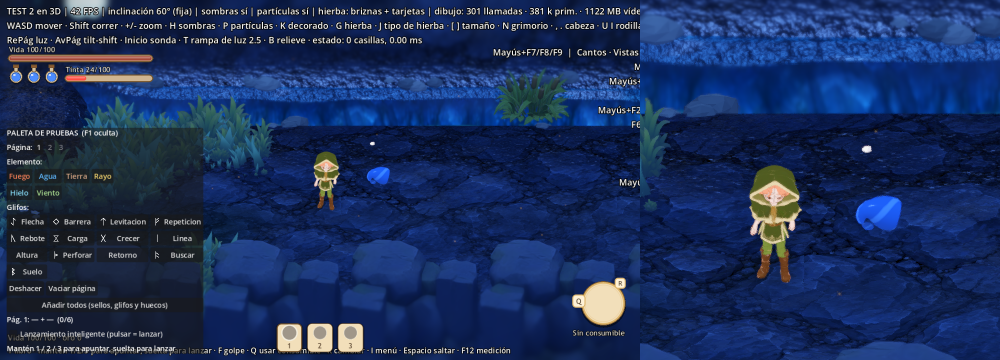 TEST 2 en 3D | 42 FPS | inclinación 60° (fija) | sombras sí | partículas sí | hierba: briznas + tarjetas | dibujo: 301 llamadas · 381 k prim. · 1122 MB víde
WASD mover · Shift correr · +/- zoom · H sombras · P partículas · K decorado · G hierba · J tipo de hierba · [ ] tamaño · N grimorio · , . cabeza · U I rodilla
RePág luz · AvPág tilt-shift · Inicio sonda · T rampa de luz 2.5 · B relieve · estado: 0 casillas, 0.00 ms
Mayús+F7/F8/F9 | Cantos · Vistas
Vida 100/100
Tinta 24/100
M
Mayús+
Mayús+F2
F6
Mayú
PALETA DE PRUEBAS (F1 oculta)
Página: 1 2 3
Elemento:
Fuego Agua Tierra Rayo
Hielo Viento
Glifos:
Flecha Barrera Levitacion Repeticion
Rebote Carga Crecer Linea
Altura Perforar Retorno Buscar
Suelo
Deshacer Vaciar página
Añadir todos (sellos, glifos y huecos)
Pág. 1: — + — (0/6)
Lanzamiento inteligente (pulsar = lanzar)
Vida 100/100
Mantén 1 / 2 / 3 para apuntar, suelta para lanzar
· F golpe · Q usar
· I menú · Espacio saltar · F12 medición
1 2 3
R
Q
Sin consumible